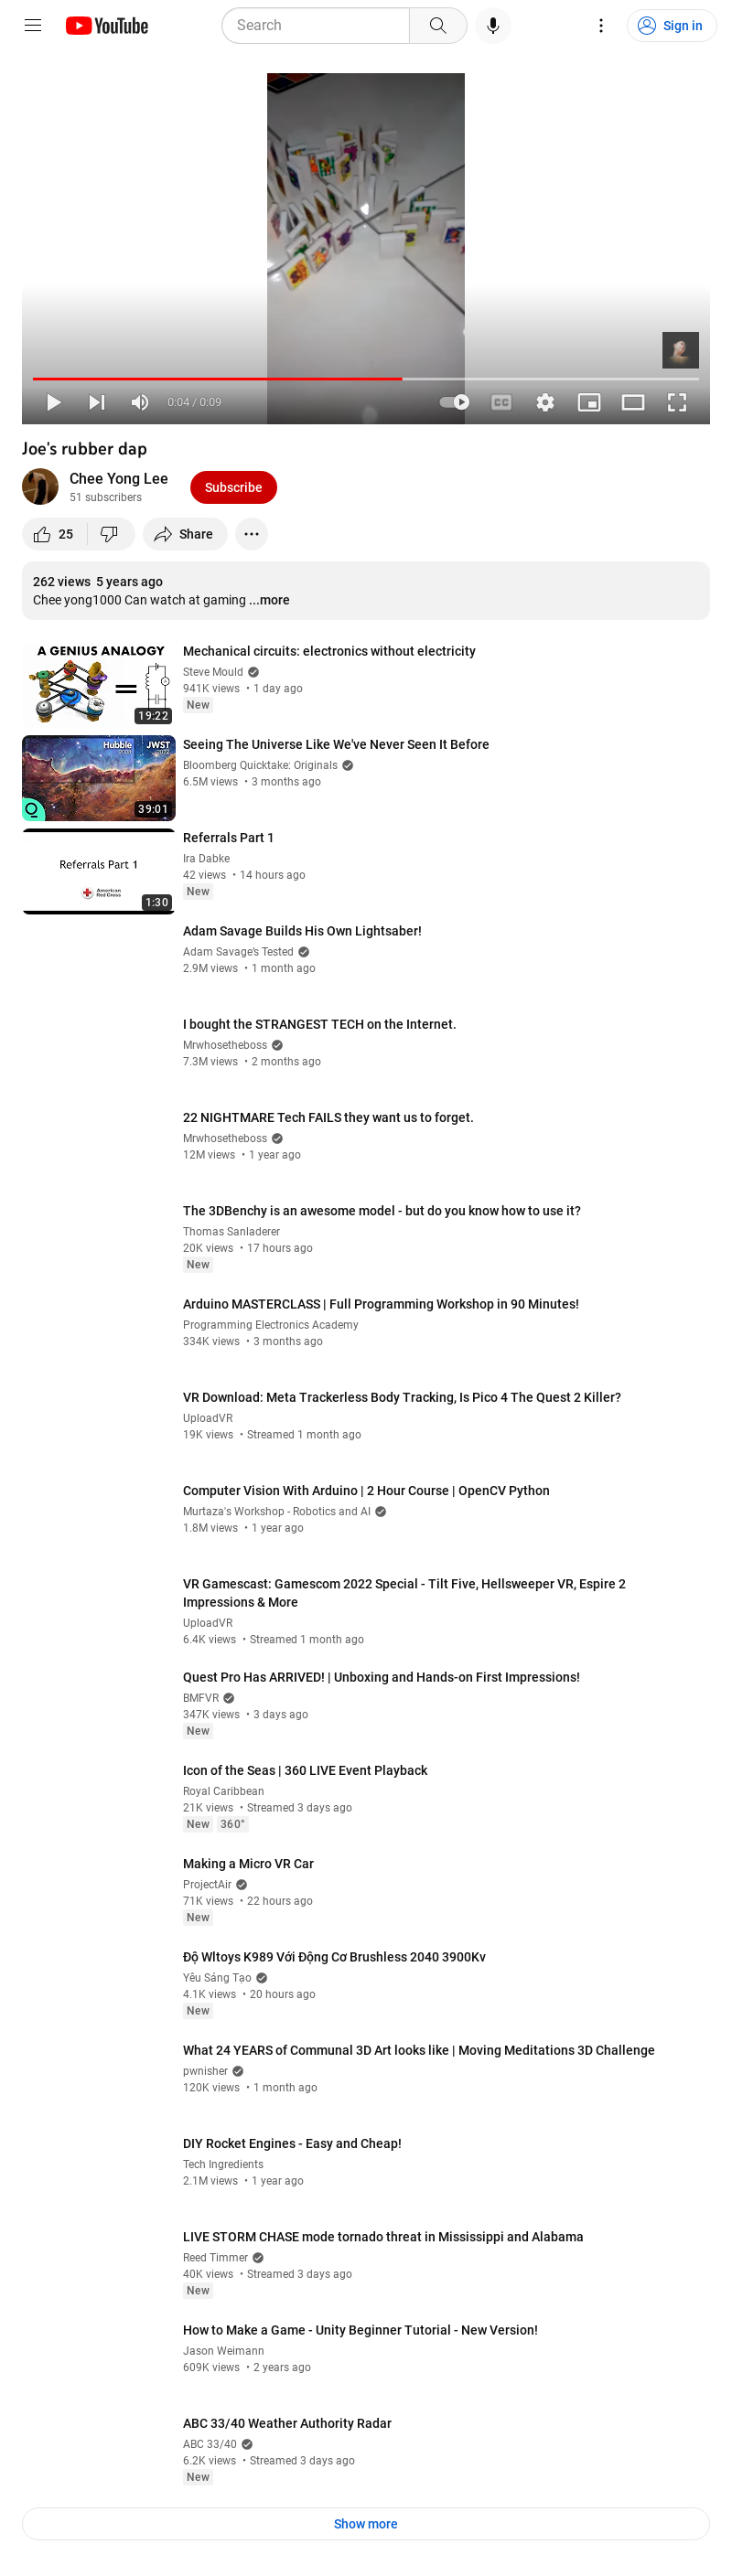 YouTube
Search
Sign in
0:04 / 0:09
CC
Joe's rubber dap
Chee Yong Lee
51 subscribers
Subscribe
25
Share
262 views 5 years ago
Chee yong1000 Can watch at gaming ...more
A GENIUS ANALOGY
19:22
Mechanical circuits: electronics without electricity
Steve Mould
941K views • 1 day ago
New
Hubble
JWST
39:01
Seeing The Universe Like We've Never Seen It Before
Bloomberg Quicktake: Originals
6.5M views • 3 months ago
Referrals Part 1
American
Red Cross
1:30
Referrals Part 1
Ira Dabke
42 views • 14 hours ago
New
Adam Savage Builds His Own Lightsaber!
Adam Savage's Tested
2.9M views • 1 month ago
I bought the STRANGEST TECH on the Internet.
Mrwhosetheboss
7.3M views • 2 months ago
22 NIGHTMARE Tech FAILS they want us to forget.
Mrwhosetheboss
12M views • 1 year ago
The 3DBenchy is an awesome model - but do you know how to use it?
Thomas Sanladerer
20K views • 17 hours ago
New
Arduino MASTERCLASS | Full Programming Workshop in 90 Minutes!
Programming Electronics Academy
334K views • 3 months ago
VR Download: Meta Trackerless Body Tracking, Is Pico 4 The Quest 2 Killer?
UploadVR
19K views • Streamed 1 month ago
Computer Vision With Arduino | 2 Hour Course | OpenCV Python
Murtaza's Workshop - Robotics and AI
1.8M views • 1 year ago
VR Gamescast: Gamescom 2022 Special - Tilt Five, Hellsweeper VR, Espire 2
Impressions & More
UploadVR
6.4K views • Streamed 1 month ago
Quest Pro Has ARRIVED! | Unboxing and Hands-on First Impressions!
BMFVR
347K views • 3 days ago
New
Icon of the Seas | 360 LIVE Event Playback
Royal Caribbean
21K views • Streamed 3 days ago
New 360°
Making a Micro VR Car
ProjectAir
71K views • 22 hours ago
New
Độ Wltoys K989 Với Động Cơ Brushless 2040 3900Kv
Yêu Sáng Tạo
4.1K views • 20 hours ago
New
What 24 YEARS of Communal 3D Art looks like | Moving Meditations 3D Challenge
pwnisher
120K views • 1 month ago
DIY Rocket Engines - Easy and Cheap!
Tech Ingredients
2.1M views • 1 year ago
LIVE STORM CHASE mode tornado threat in Mississippi and Alabama
Reed Timmer
40K views • Streamed 3 days ago
New
How to Make a Game - Unity Beginner Tutorial - New Version!
Jason Weimann
609K views • 2 years ago
ABC 33/40 Weather Authority Radar
ABC 33/40
6.2K views • Streamed 3 days ago
New
Show more